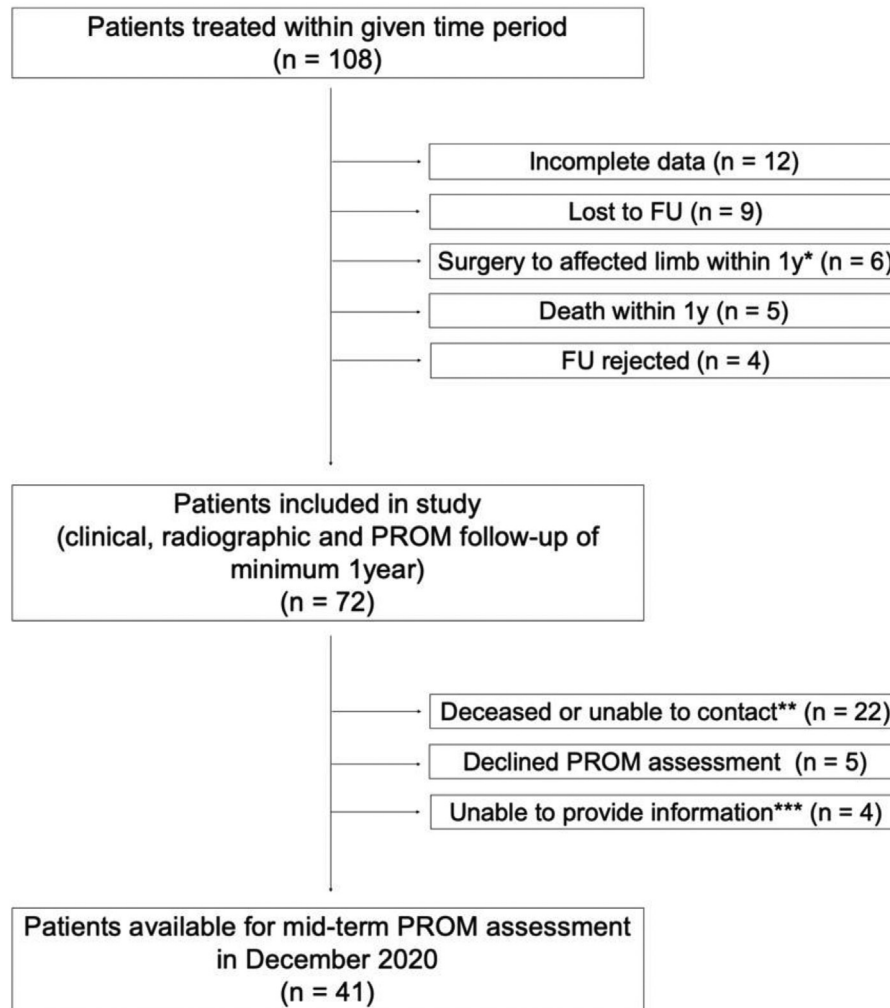 Patients treated within given time period
(n = 108)
Incomplete data (n = 12)
Lost to FU (n = 9)
Surgery to affected limb within 1y* (n = 6)
Death within 1y (n = 5)
FU rejected (n = 4)
Patients included in study
(clinical, radiographic and PROM follow-up of
minimum 1year)
(n = 72)
Deceased or unable to contact** (n = 22)
Declined PROM assessment (n = 5)
Unable to provide information*** (n = 4)
Patients available for mid-term PROM assessment
in December 2020
(n = 41)